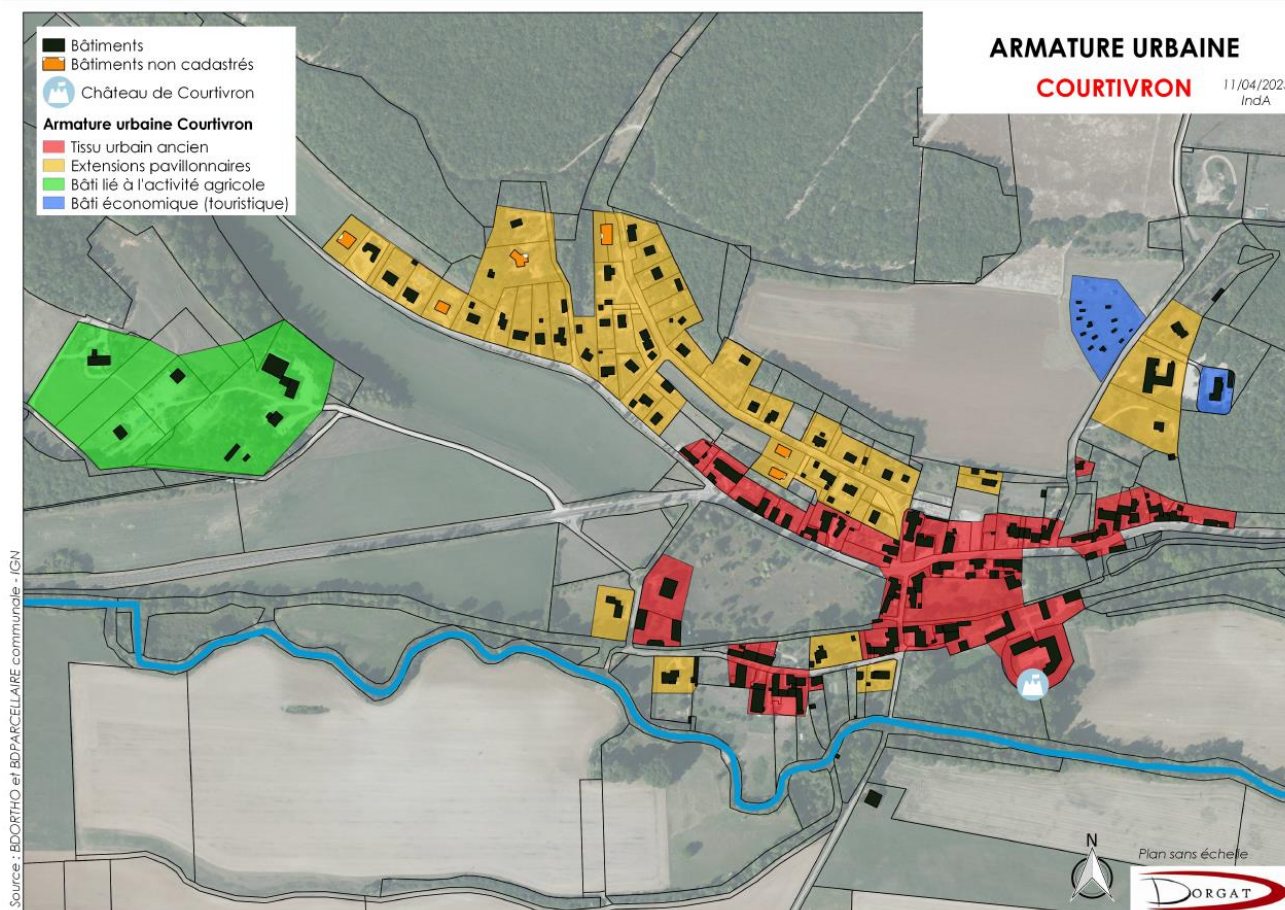 Bâtiments
Bâtiments non cadastrés
Château de Courtivron
Armature urbaine Courtivron
Tissu urbain ancien
Extensions pavillonnaires
Bâti lié à l'activité agricole
Bâti économique (touristique)
ARMATURE URBAINE
COURTIVRON
IndA
Source : BDORTHO et BDPARCELLAIRE communale - IGN
N
Plan sans échelle
DORGAT